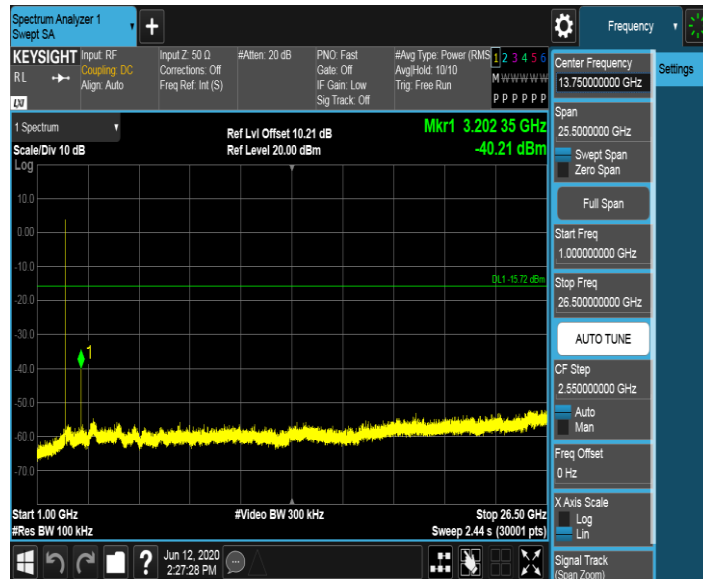 Spectrum Analyzer 1
Swept SA
+
Frequency
KEYSIGHT
RL
LXI
Input: RF
Coupling: DC
Align: Auto
Input Z: 50 Ω
Corrections: Off
Freq Ref: Int (S)
#Atten: 20 dB
PNO: Fast
Gate: Off
IF Gain: Low
Sig Track: Off
#Avg Type: Power (RMS
Avg|Hold: 10/10
Trig: Free Run
1 2 3 4 5 6
M W W W W W
P P P P P P
1 Spectrum
Scale/Div 10 dB
Log
Ref Lvl Offset 10.21 dB
Ref Level 20.00 dBm
Mkr1 3.202 35 GHz
-40.21 dBm
10.0
0.00
-10.0
DL1 -15.72 dBm
-20.0
-30.0
1
-40.0
-50.0
-60.0
-70.0
Start 1.00 GHz
#Video BW 300 kHz
Stop 26.50 GHz
#Res BW 100 kHz
Sweep 2.44 s (30001 pts)
Center Frequency
13.750000000 GHz
Settings
Span
25.5000000 GHz
Swept Span
Zero Span
Full Span
Start Freq
1.000000000 GHz
Stop Freq
26.500000000 GHz
AUTO TUNE
CF Step
2.550000000 GHz
Auto
Man
Freq Offset
0 Hz
X Axis Scale
Log
Lin
Signal Track
(Span Zoom)
?
Jun 12, 2020
2:27:28 PM